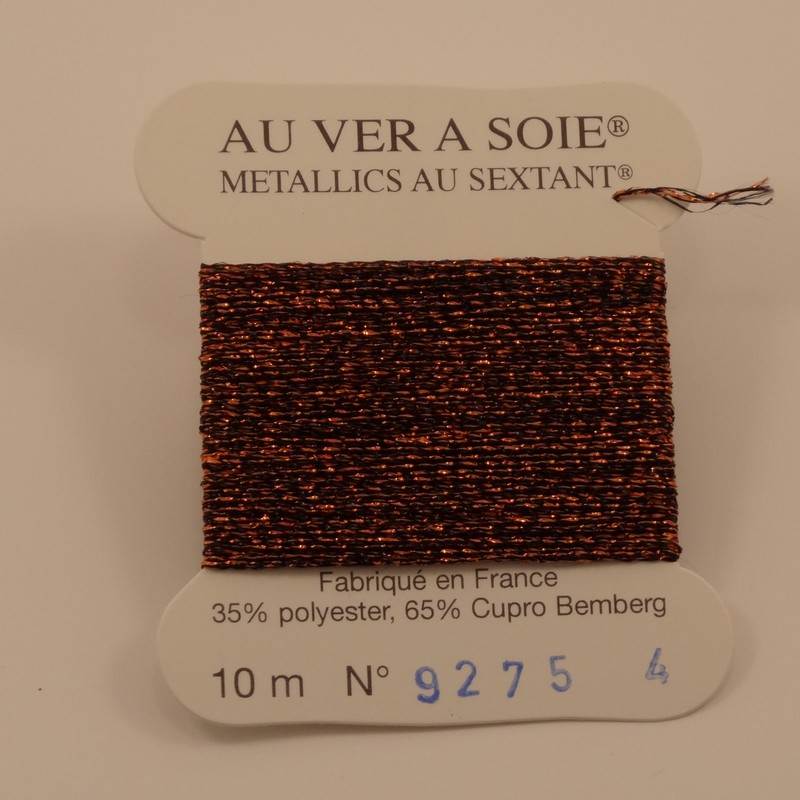 AU VER A SOIE®
METALLICS AU SEXTANT®
Fabriqué en France
35% polyester, 65% Cupro Bemberg
10 m N° 9275 4